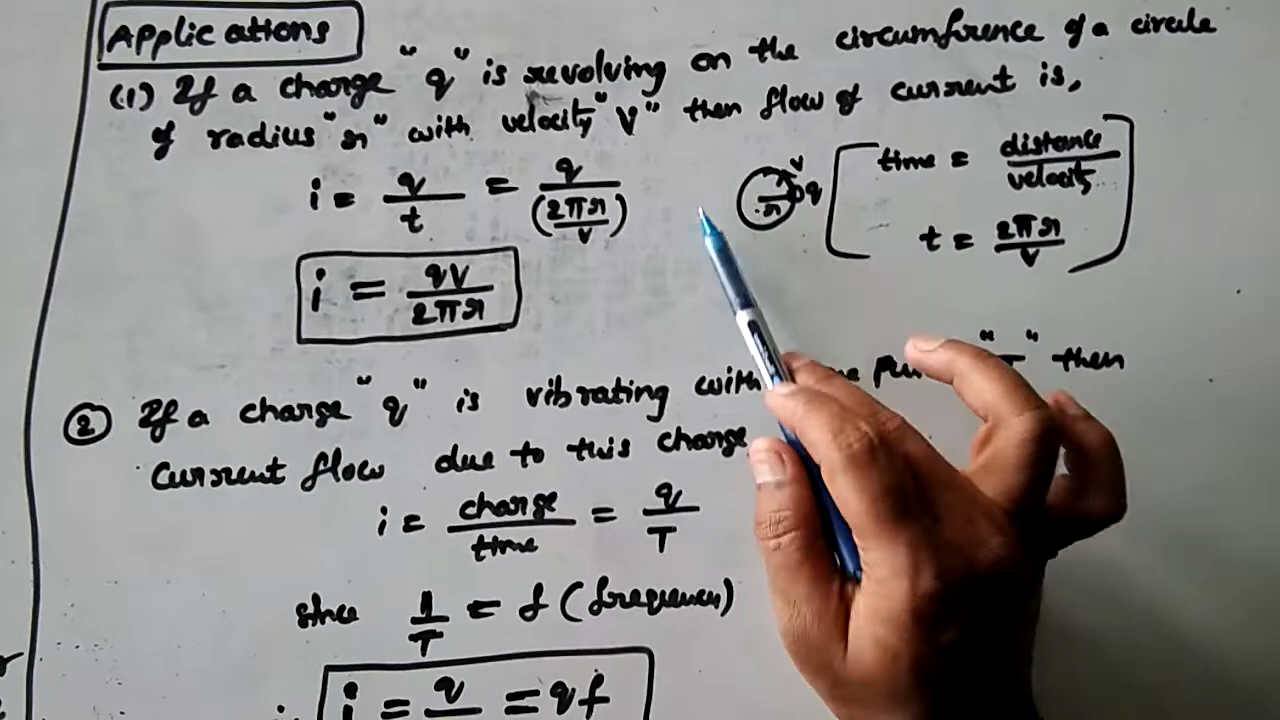 Applications
(1) If a charge "q" is revolving on the circumfrence of a circle
of radius "r" with velocity "V" then flow of current is,
i = q/t = q/(2πr/v)
v
r
q
time = distance/velocity
t = 2πr/v
i = qv/2πr
② If a charge "q" is vibrating with "T" then
current flow due to this charge
i = charge/time = q/T
since 1/T = f (frequency)
i = q = qf